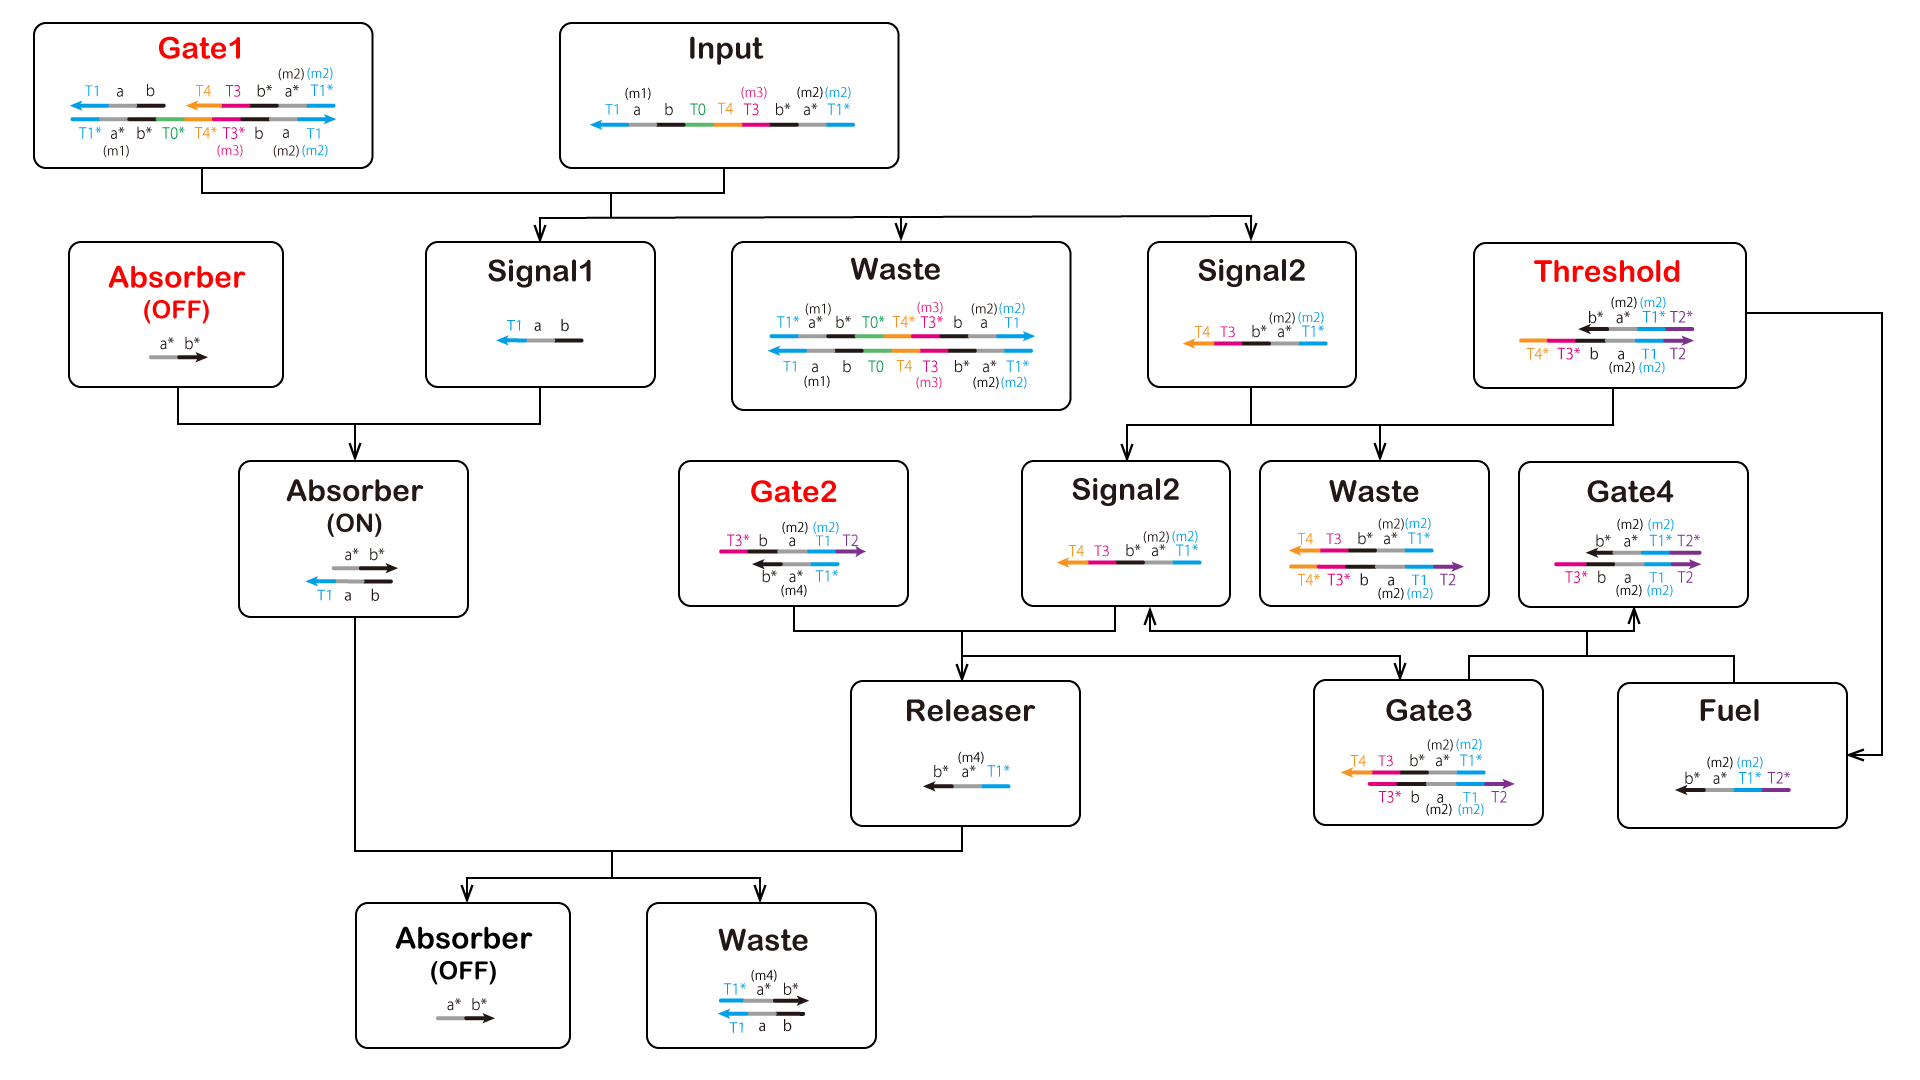 Gate1
(m2) (m2)
T1 a b T4 T3 b* a* T1*
T1* a* b* T0* T4* T3* b a T1
(m1) (m3) (m2) (m2)
Input
(m1) (m3) (m2) (m2)
T1 a b T0 T4 T3 b* a* T1*
Absorber
(OFF)
a* b*
Signal1
T1 a b
Waste
(m1) (m3) (m2) (m2)
T1* a* b* T0* T4* T3* b a T1
T1 a b T0 T4 T3 b* a* T1*
(m1) (m3) (m2) (m2)
Signal2
(m2) (m2)
T4 T3 b* a* T1*
Threshold
(m2) (m2)
b* a* T1* T2*
T4* T3* b a T1 T2
(m2) (m2)
Absorber
(ON)
a* b*
T1 a b
Gate2
(m2) (m2)
T3* b a T1 T2
b* a* T1*
(m4)
Signal2
(m2) (m2)
T4 T3 b* a* T1*
Waste
(m2) (m2)
T4 T3 b* a* T1*
T4* T3* b a T1 T2
(m2) (m2)
Gate4
(m2) (m2)
b* a* T1* T2*
T3* b a T1 T2
(m2) (m2)
Releaser
(m4)
b* a* T1*
Gate3
(m2) (m2)
T4 T3 b* a* T1*
T3* b a T1 T2
(m2) (m2)
Fuel
(m2) (m2)
b* a* T1* T2*
Absorber
(OFF)
a* b*
Waste
(m4)
T1* a* b*
T1 a b